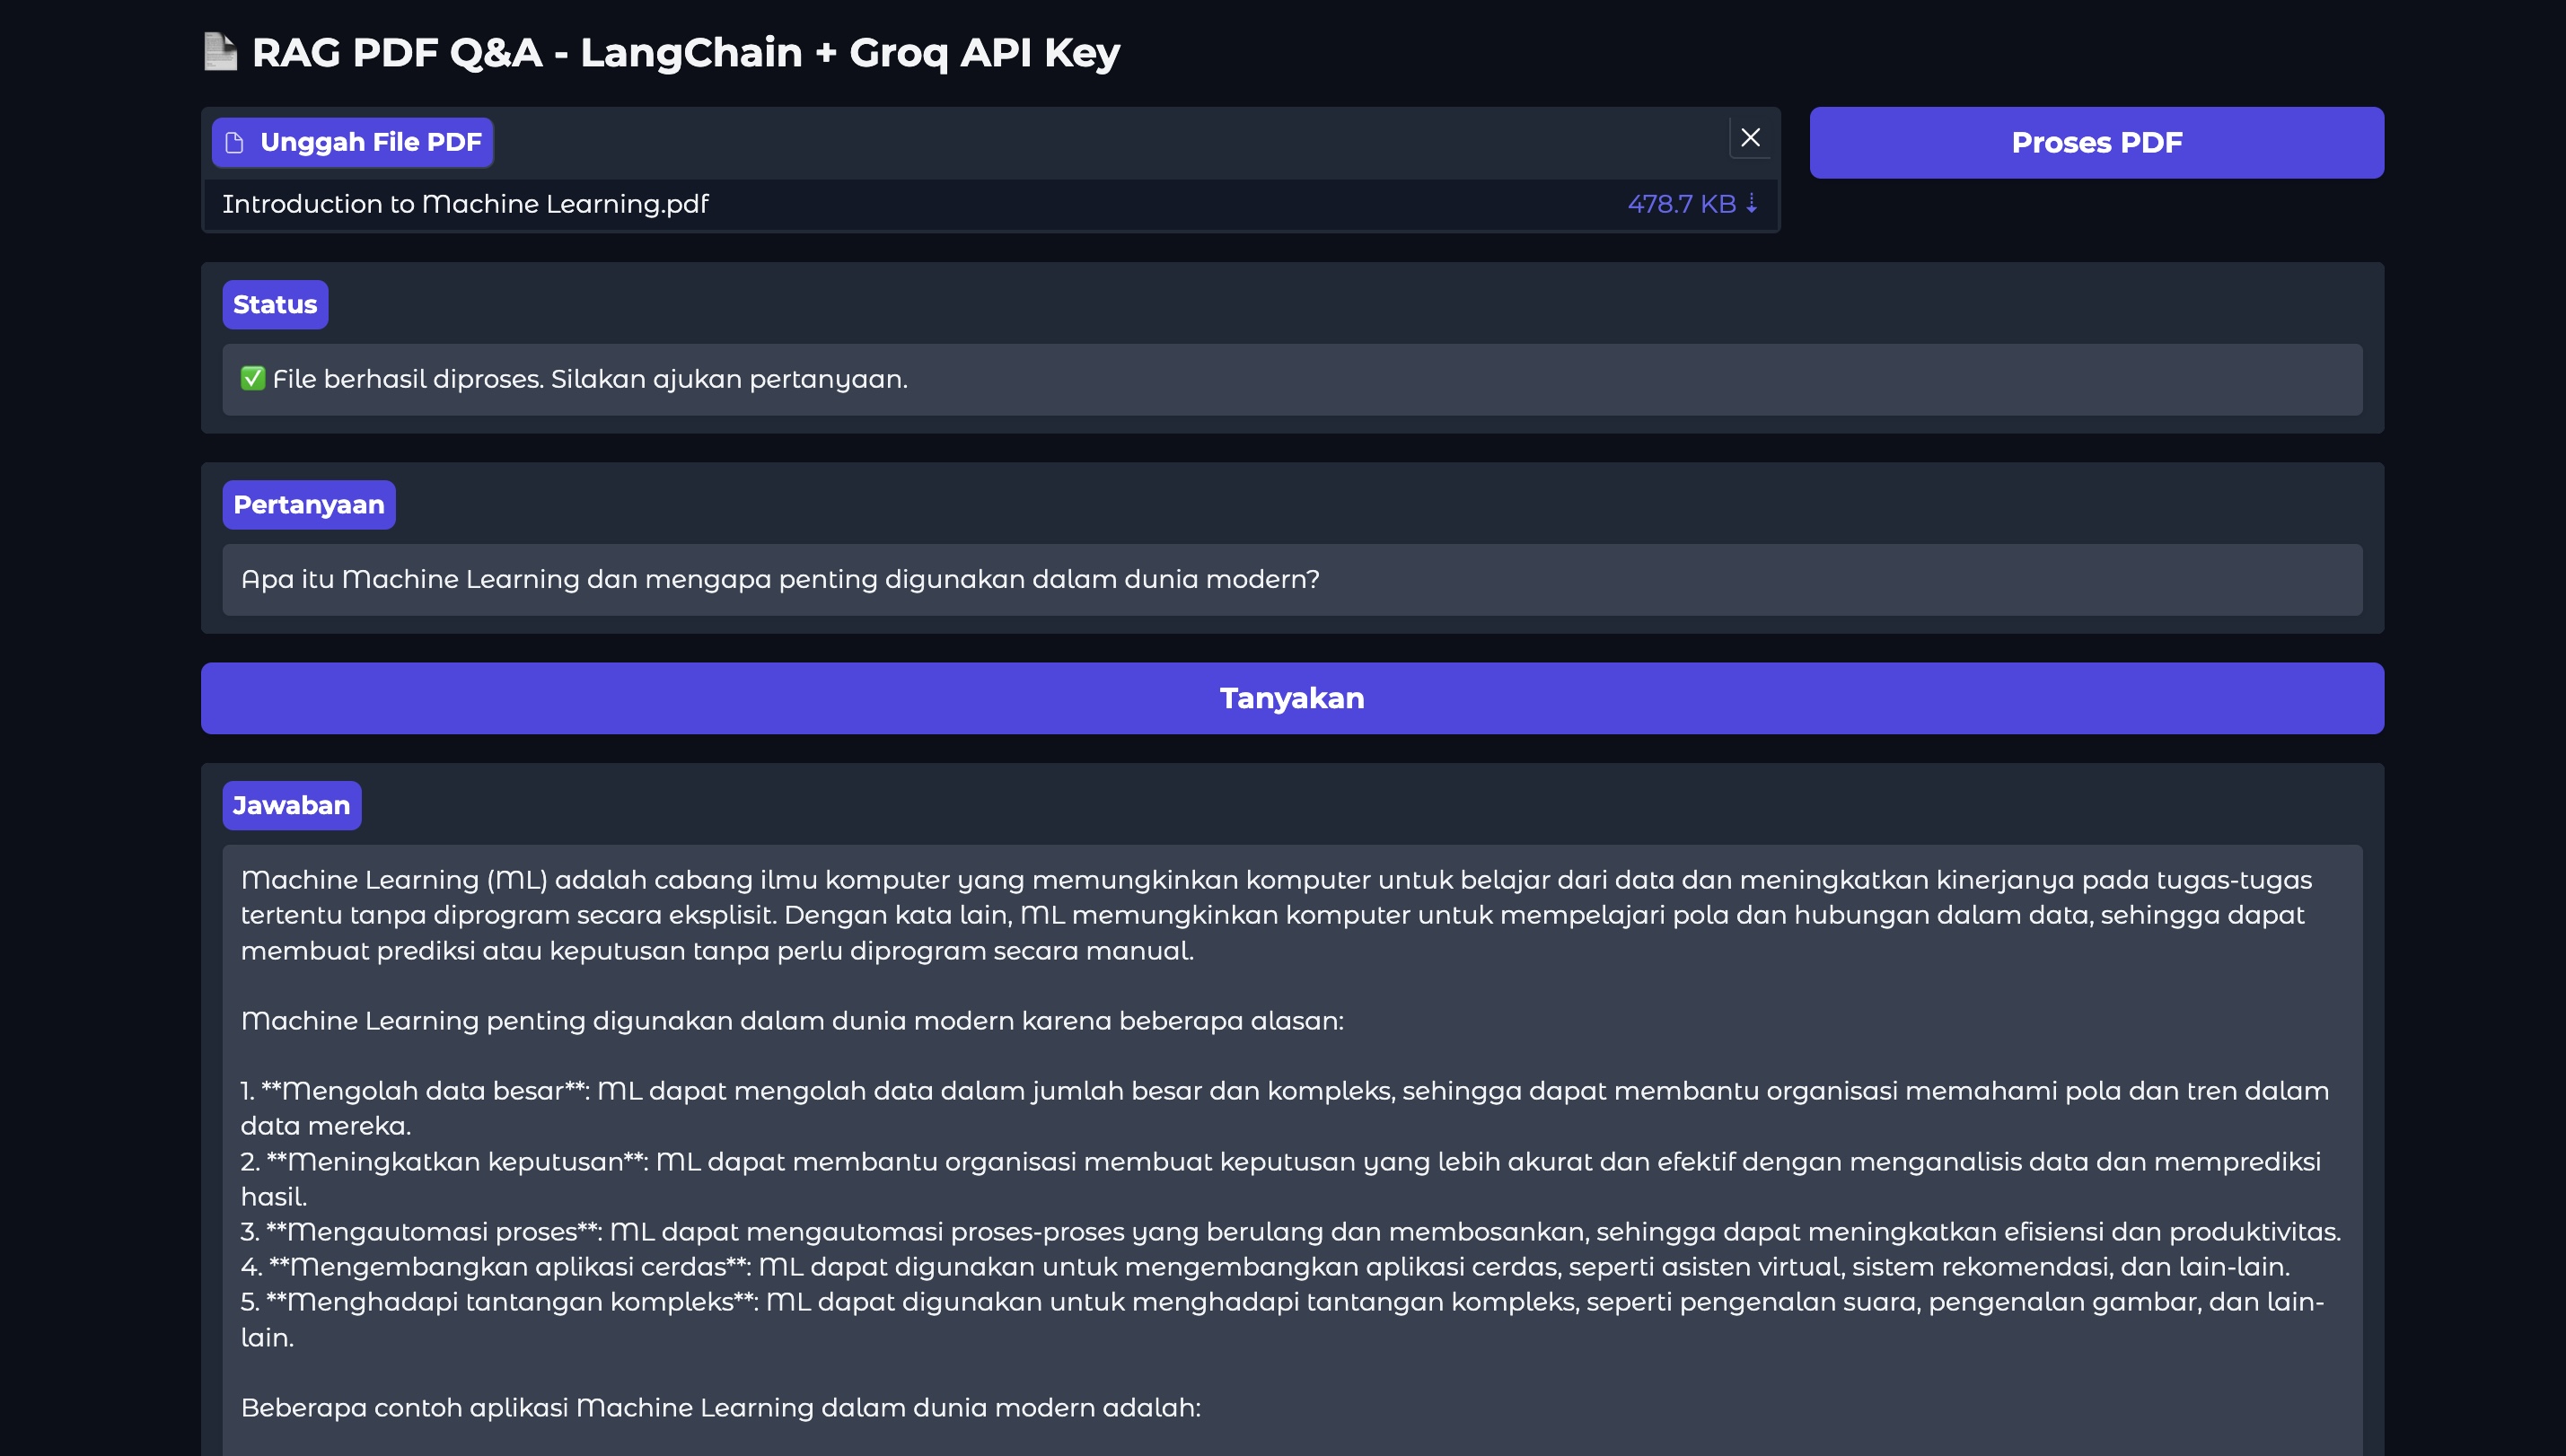 RAG PDF Q&A - LangChain + Groq API Key
Unggah File PDF
Proses PDF
Introduction to Machine Learning.pdf
478.7 KB ↓
Status
✅ File berhasil diproses. Silakan ajukan pertanyaan.
Pertanyaan
Apa itu Machine Learning dan mengapa penting digunakan dalam dunia modern?
Tanyakan
Jawaban
Machine Learning (ML) adalah cabang ilmu komputer yang memungkinkan komputer untuk belajar dari data dan meningkatkan kinerjanya pada tugas-tugas
tertentu tanpa diprogram secara eksplisit. Dengan kata lain, ML memungkinkan komputer untuk mempelajari pola dan hubungan dalam data, sehingga dapat
membuat prediksi atau keputusan tanpa perlu diprogram secara manual.
Machine Learning penting digunakan dalam dunia modern karena beberapa alasan:
1. **Mengolah data besar**: ML dapat mengolah data dalam jumlah besar dan kompleks, sehingga dapat membantu organisasi memahami pola dan tren dalam
data mereka.
2. **Meningkatkan keputusan**: ML dapat membantu organisasi membuat keputusan yang lebih akurat dan efektif dengan menganalisis data dan memprediksi
hasil.
3. **Mengautomasi proses**: ML dapat mengautomasi proses-proses yang berulang dan membosankan, sehingga dapat meningkatkan efisiensi dan produktivitas.
4. **Mengembangkan aplikasi cerdas**: ML dapat digunakan untuk mengembangkan aplikasi cerdas, seperti asisten virtual, sistem rekomendasi, dan lain-lain.
5. **Menghadapi tantangan kompleks**: ML dapat digunakan untuk menghadapi tantangan kompleks, seperti pengenalan suara, pengenalan gambar, dan lain-
lain.
Beberapa contoh aplikasi Machine Learning dalam dunia modern adalah: